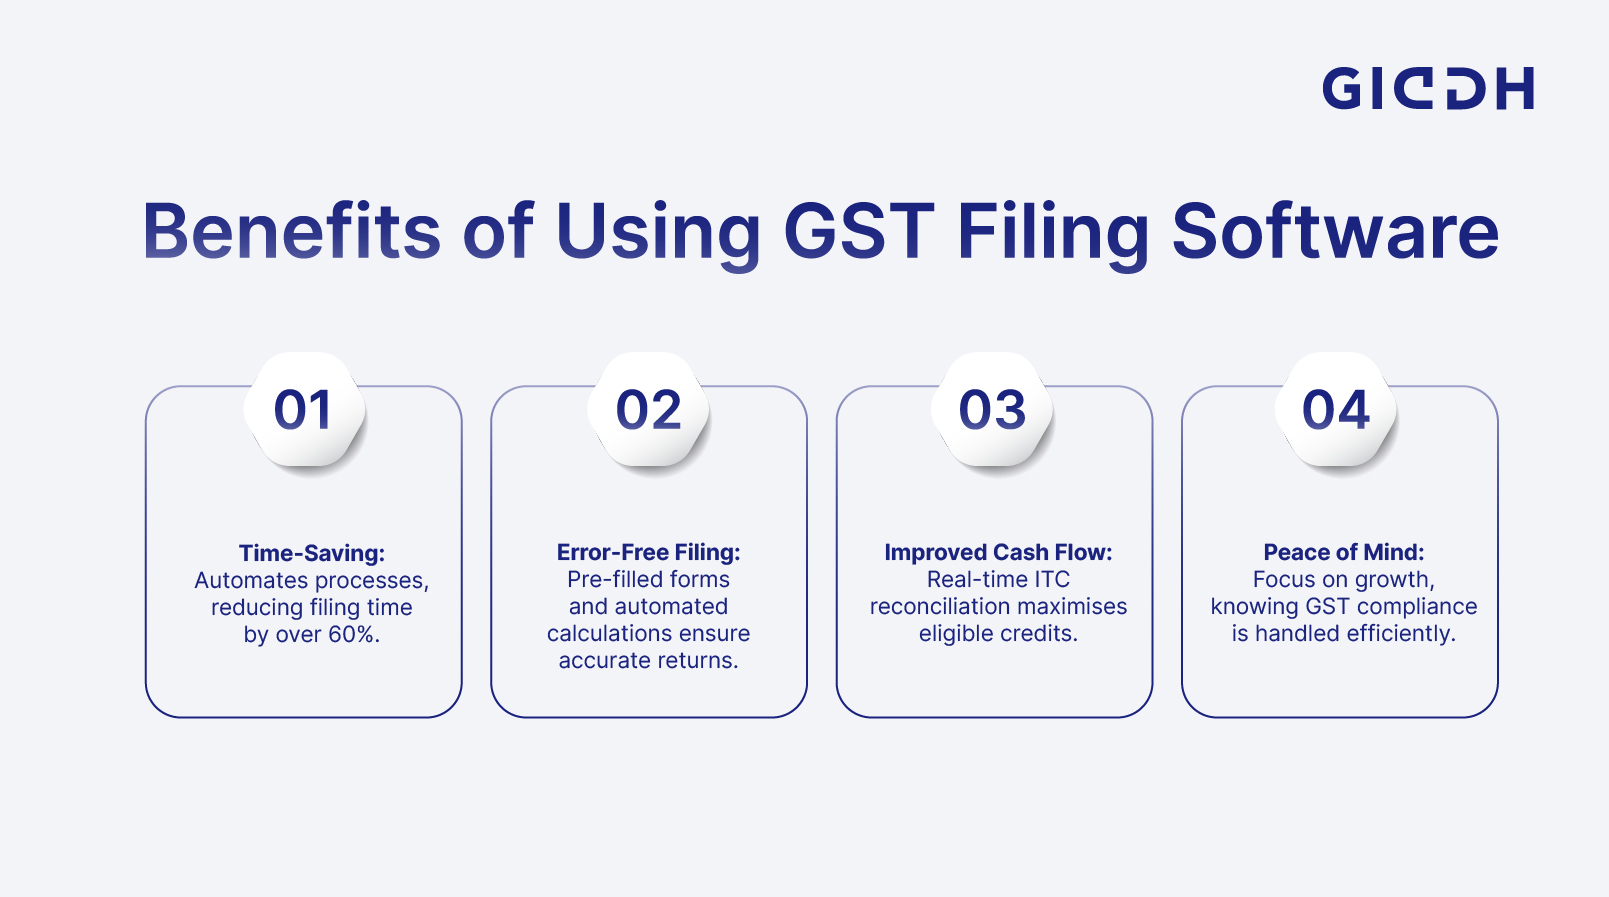 GIDDH
Benefits of Using GST Filing Software
01
Time-Saving:
Automates processes,
reducing filing time
by over 60%.
02
Error-Free Filing:
Pre-filled forms
and automated
calculations ensure
accurate returns.
03
Improved Cash Flow:
Real-time ITC
reconciliation maximises
eligible credits.
04
Peace of Mind:
Focus on growth,
knowing GST compliance
is handled efficiently.